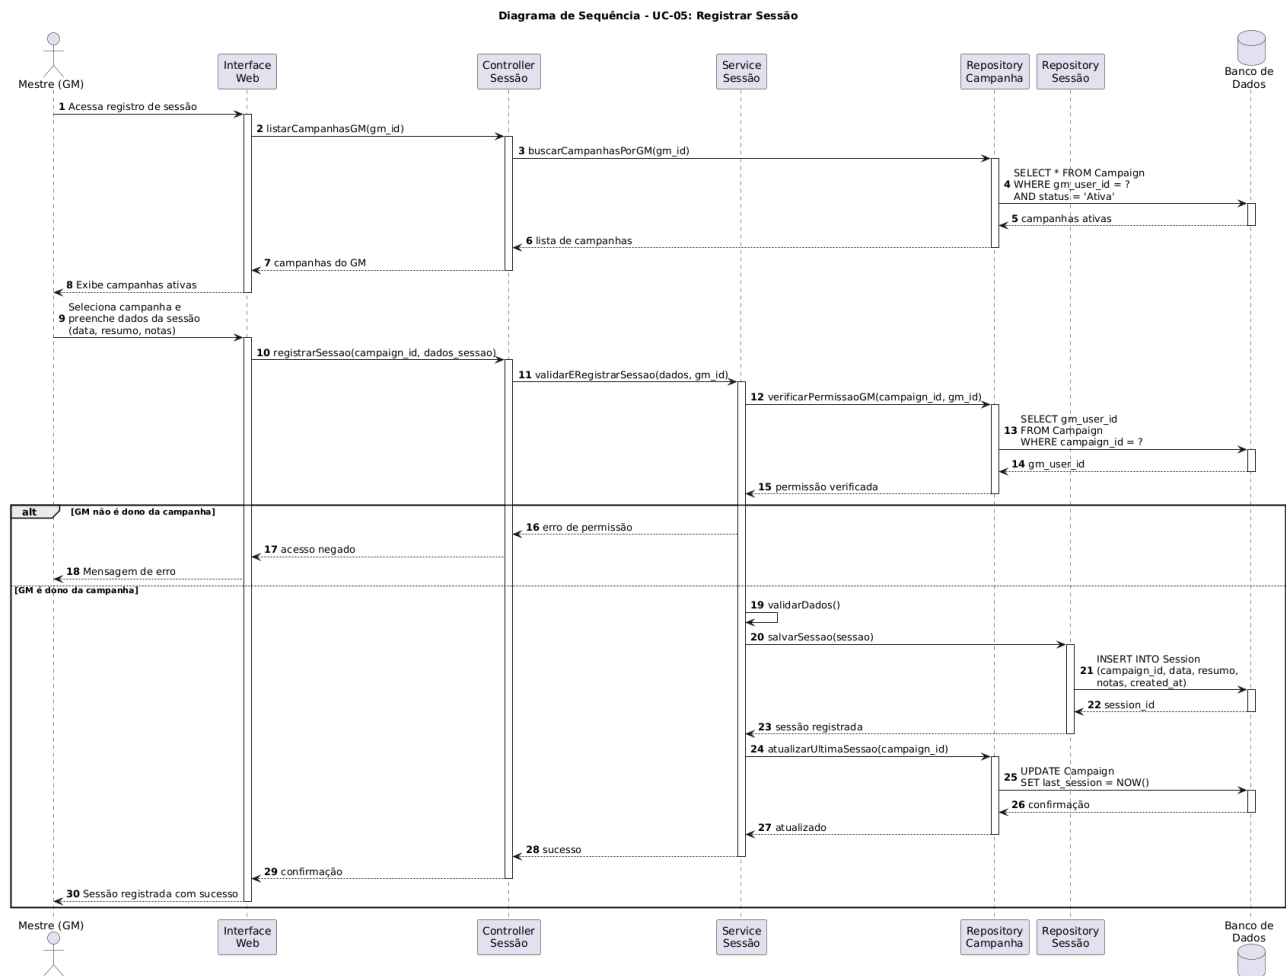 Diagrama de Sequência - UC-05: Registrar Sessão
Mestre (GM)
Interface
Web
Controller
Sessão
Service
Sessão
Repository
Campanha
Repository
Sessão
Banco de
Dados
1 Acessa registro de sessão
2 listarCampanhasGM(gm_id)
3 buscarCampanhasPorGM(gm_id)
SELECT * FROM Campaign
4 WHERE gm_user_id = ?
AND status = 'Ativa'
5 campanhas ativas
6 lista de campanhas
7 campanhas do GM
8 Exibe campanhas ativas
Seleciona campanha e
9 preenche dados da sessão
(data, resumo, notas)
10 registrarSessao(campaign_id, dados_sessao)
11 validarERegistrarSessao(dados, gm_id)
12 verificarPermissaoGM(campaign_id, gm_id)
SELECT gm_user_id
13 FROM Campaign
WHERE campaign_id = ?
14 gm_user_id
15 permissão verificada
alt [GM não é dono da campanha]
16 erro de permissão
17 acesso negado
18 Mensagem de erro
[GM é dono da campanha]
19 validarDados()
20 salvarSessao(sessao)
INSERT INTO Session
21 (campaign_id, data, resumo,
notas, created_at)
22 session_id
23 sessão registrada
24 atualizarUltimaSessao(campaign_id)
25 UPDATE Campaign
SET last_session = NOW()
26 confirmação
27 atualizado
28 sucesso
29 confirmação
30 Sessão registrada com sucesso
Mestre (GM)
Interface
Web
Controller
Sessão
Service
Sessão
Repository
Campanha
Repository
Sessão
Banco de
Dados